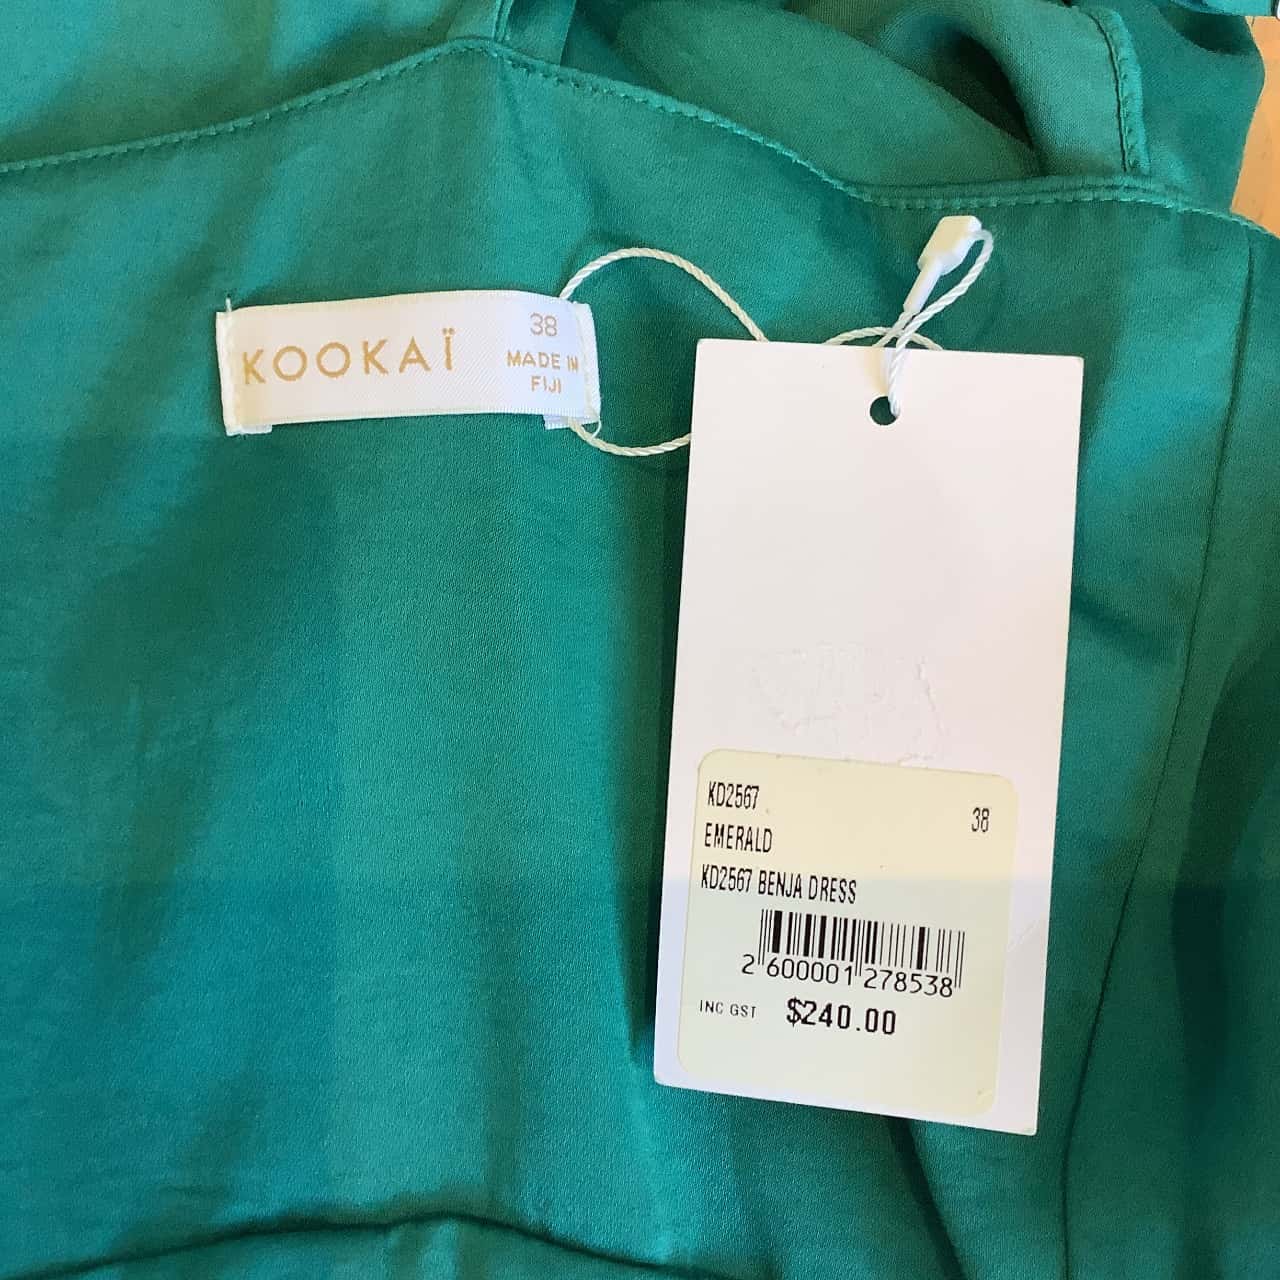 KOOKAÏ
38
MADE IN
FIJI
KD2567
38
EMERALD
KD2567 BENJA DRESS
2 600001 278538
INC GST $240.00